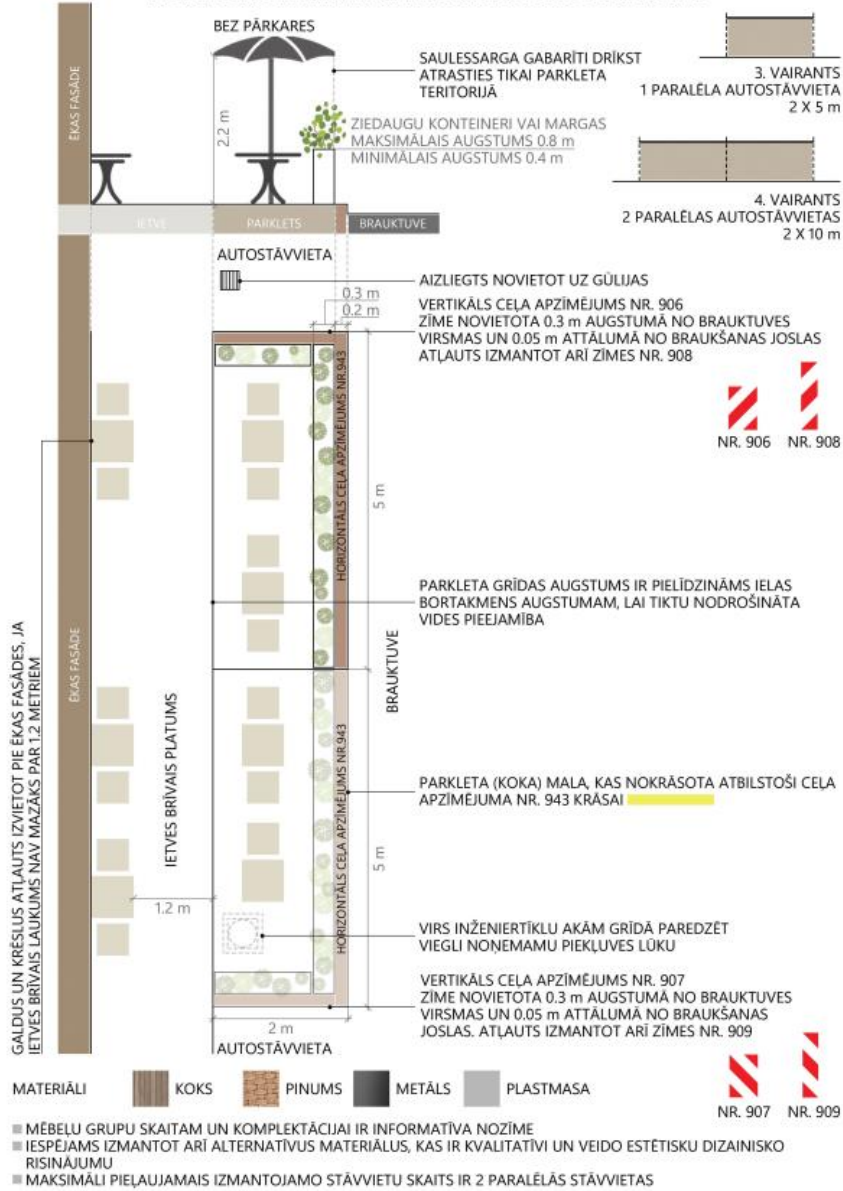 BEZ PĀRKARES
ĒKAS FASĀDE
2.2 m
SAULESSARGA GABARĪTI DRĪKST
ATRASTIES TIKAI PARKLETA
TERITORIJĀ
ZIEDAUGU KONTEINERI VAI MARGAS
MAKSIMĀLAIS AUGSTUMS 0.8 m
MINIMĀLAIS AUGSTUMS 0.4 m
3. VAIRANTS
1 PARALĒLA AUTOSTĀVVIETA
2 X 5 m
4. VAIRANTS
2 PARALĒLAS AUTOSTĀVVIETAS
2 X 10 m
IETVE
PARKLETS
BRAUKTUVE
AUTOSTĀVVIETA
AIZLIEGTS NOVIETOT UZ GŪLIJAS
0.3 m
0.2 m
VERTIKĀLS CEĻA APZĪMĒJUMS NR. 906
ZĪME NOVIETOTA 0.3 m AUGSTUMĀ NO BRAUKTUVES
VIRSMAS UN 0.05 m ATTĀLUMĀ NO BRAUKŠANAS JOSLAS
ATĻAUTS IZMANTOT ARĪ ZĪMES NR. 908
NR. 906
NR. 908
HORIZONTĀLS CEĻA APZĪMĒJUMS NR.943
5 m
PARKLETA GRĪDAS AUGSTUMS IR PIELĪDZINĀMS IELAS
BORTAKMENS AUGSTUMAM, LAI TIKTU NODROŠINĀTA
VIDES PIEEJAMĪBA
ĒKAS FASĀDE
BRAUKTUVE
GALDUS UN KRĒSLUS ATĻAUTS IZVIETOT PIE ĒKAS FASĀDES, JA
IETVES BRĪVAIS LAUKUMS NAV MAZĀKS PAR 1.2 METRIEM
IETVES BRĪVAIS PLATUMS
HORIZONTĀLS CEĻA APZĪMĒJUMS NR.943
PARKLETA (KOKA) MALA, KAS NOKRĀSOTA ATBILSTOŠI CEĻA
APZĪMĒJUMA NR. 943 KRĀSAI
5 m
1.2 m
VIRS INŽENIERTĪKLU AKĀM GRĪDĀ PAREDZĒT
VIEGLI NOŅEMAMU PIEKĻUVES LŪKU
VERTIKĀLS CEĻA APZĪMĒJUMS NR. 907
ZĪME NOVIETOTA 0.3 m AUGSTUMĀ NO BRAUKTUVES
VIRSMAS UN 0.05 m ATTĀLUMĀ NO BRAUKŠANAS
JOSLAS. ATĻAUTS IZMANTOT ARĪ ZĪMES NR. 909
2 m
AUTOSTĀVVIETA
NR. 907
NR. 909
MATERIĀLI
KOKS
PINUMS
METĀLS
PLASTMASA
MĒBEĻU GRUPU SKAITAM UN KOMPLEKTĀCIJAI IR INFORMATĪVA NOZĪME
IESPĒJAMS IZMANTOT ARĪ ALTERNATĪVUS MATERIĀLUS, KAS IR KVALITATĪVI UN VEIDO ESTĒTISKU DIZAINISKO
RISINĀJUMU
MAKSIMĀLI PIEĻAUJAMAIS IZMANTOJAMO STĀVVIETU SKAITS IR 2 PARALĒLĀS STĀVVIETAS